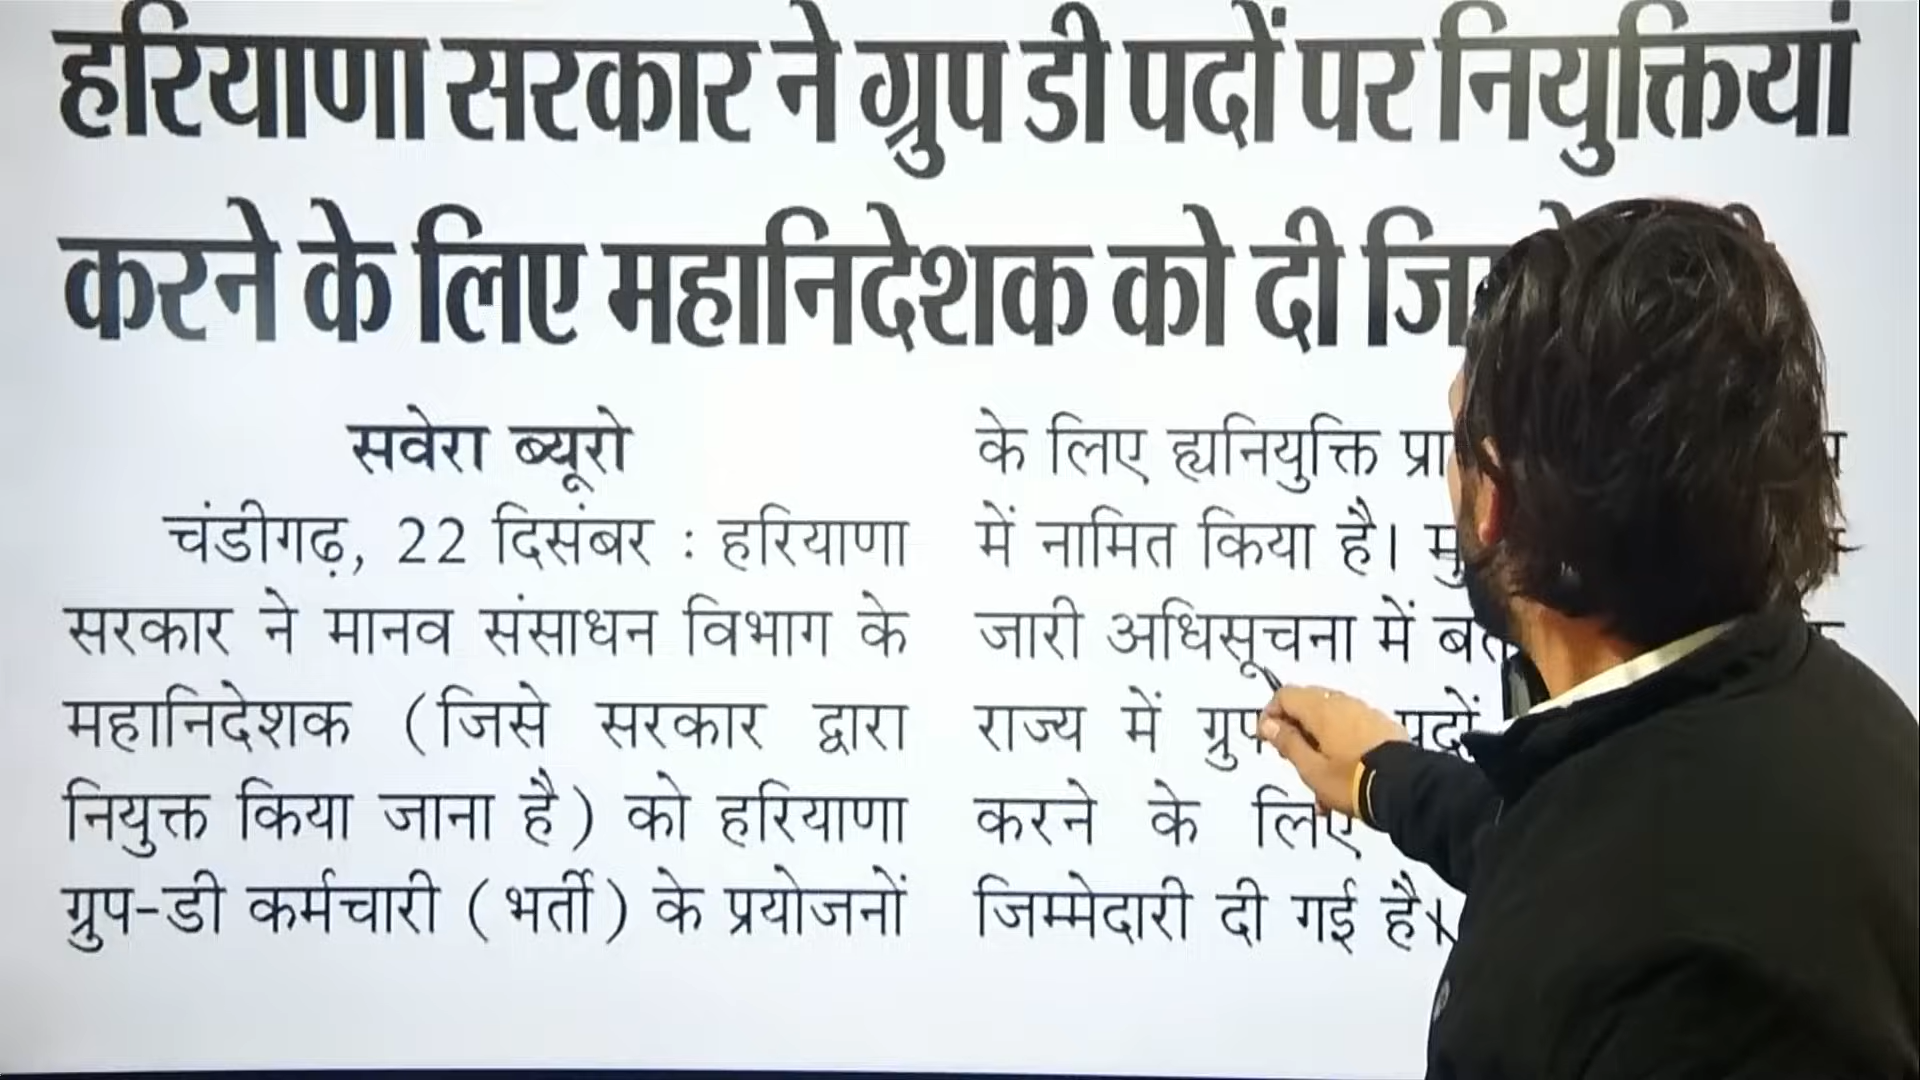 हरियाणा सरकार ने ग्रुप डी पदों पर नियुक्तियां
करने के लिए महानिदेशक को दी
सवेरा ब्यूरो
चंडीगढ़, 22 दिसंबर : हरियाणा
सरकार ने मानव संसाधन विभाग के
महानिदेशक (जिसे सरकार द्वारा
नियुक्त किया जाना है) को हरियाणा
ग्रुप-डी कर्मचारी (भर्ती) के प्रयोजनों
के लिए ह्यनियुक्ति
में नामित किया है।
जारी अधिसूचना में
राज्य में ग्रुप पदों
करने के लिए
जिम्मेदारी दी गई है।